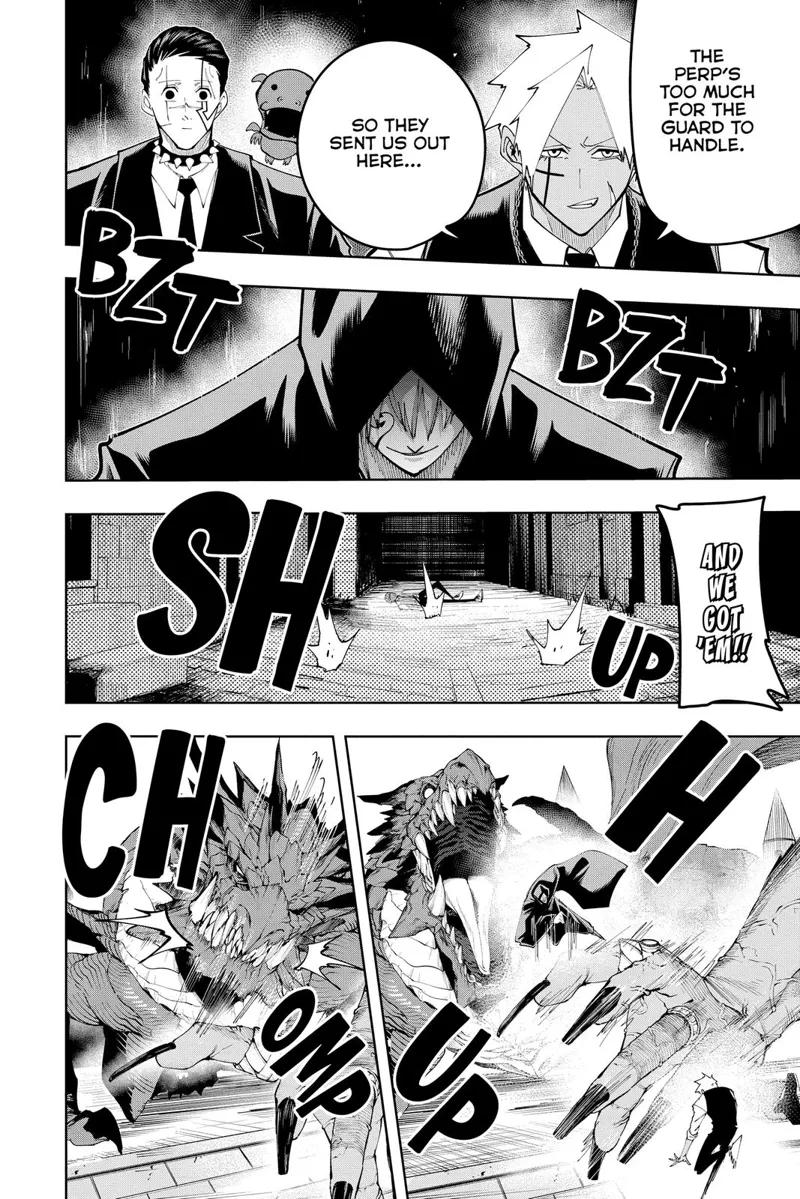 THE
PERP'S
TOO MUCH
FOR THE
GUARD TO
HANDLE.
SO THEY
SENT US OUT
HERE...
BZT
BZT
AND
WE
GOT
'EM!!
SH
UP
H
UP
CH
OMP